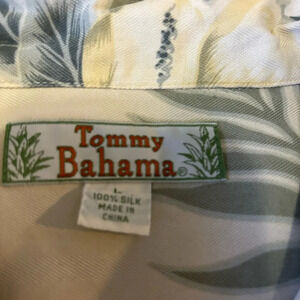 Tommy
Bahama®
L
100% SILK
MADE IN
CHINA